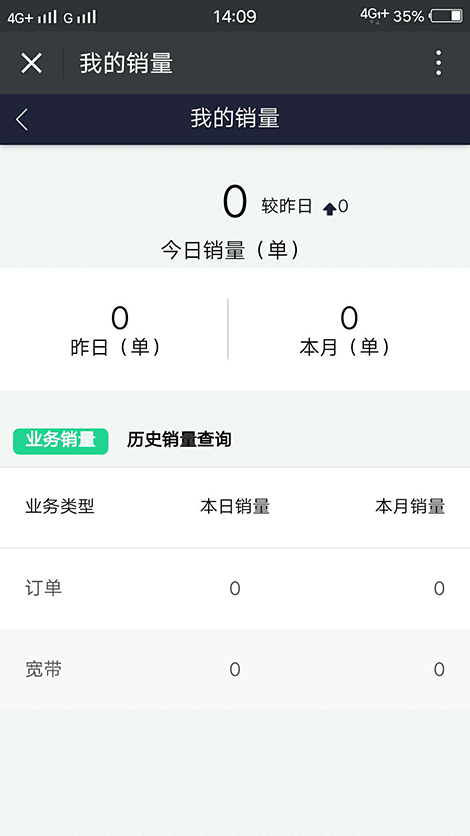 4G+ G 14:09 4G1+ 35%
我的销量
我的销量
0 较昨日 0
今日销量（单）
0 0
昨日（单） 本月（单）
业务销量 历史销量查询
业务类型 本日销量 本月销量
订单 0 0
宽带 0 0